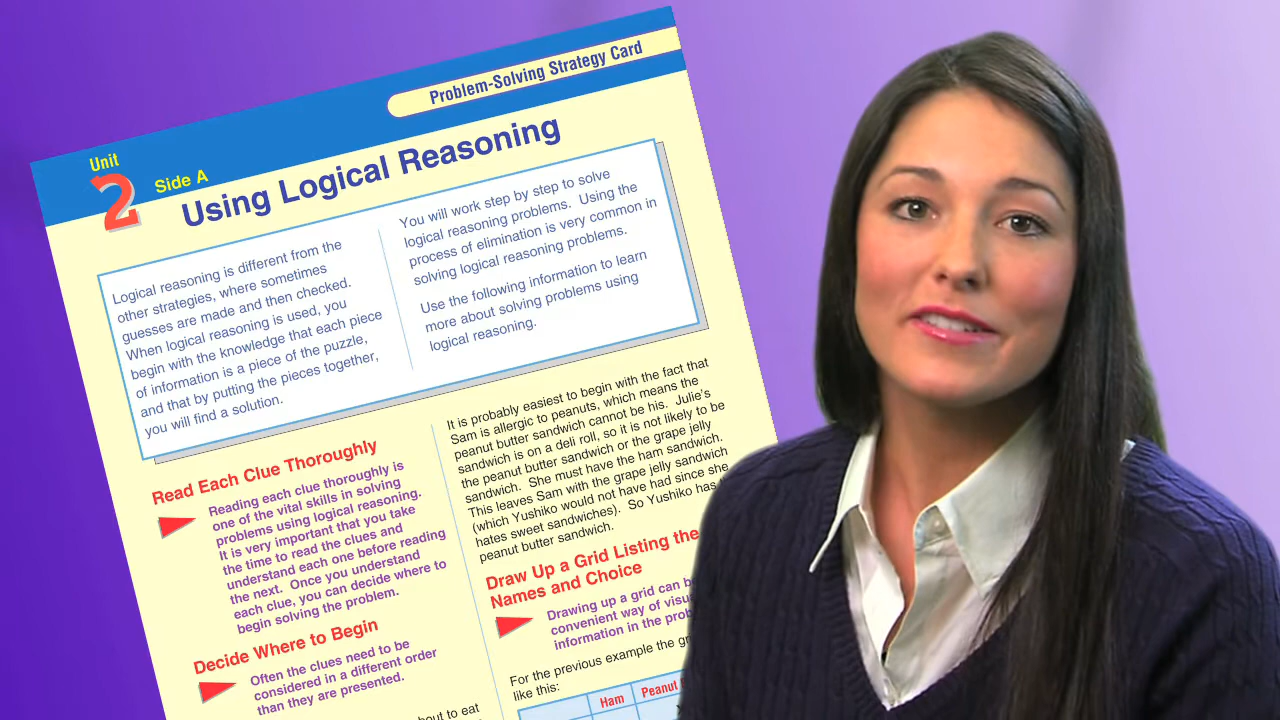 Problem-Solving Strategy Card
Unit
2
Side A
Using Logical Reasoning
Logical reasoning is different from the
other strategies, where sometimes
guesses are made and then checked.
When logical reasoning is used, you
begin with the knowledge that each piece
of information is a piece of the puzzle,
and that by putting the pieces together,
you will find a solution.
You will work step by step to solve
logical reasoning problems. Using the
process of elimination is very common in
solving logical reasoning problems.
Use the following information to learn
more about solving problems using
logical reasoning.
Read Each Clue Thoroughly
Reading each clue thoroughly is
one of the vital skills in solving
problems using logical reasoning.
It is very important that you take
the time to read the clues and
understand each one before reading
the next. Once you understand
each clue, you can decide where to
begin solving the problem.
Decide Where to Begin
Often the clues need to be
considered in a different order
than they are presented.
to eat
It is probably easiest to begin with the fact that
Sam is allergic to peanuts, which means the
peanut butter sandwich cannot be his. Julie's
sandwich is on a deli roll, so it is not likely to be
the peanut butter sandwich or the grape jelly
sandwich. She must have the ham sandwich.
This leaves Sam with the grape jelly sandwich
(which Yushiko would not have had since she
hates sweet sandwiches). So Yushiko has
peanut butter sandwich.
Draw Up a Grid Listing the
Names and Choice
Drawing up a grid can
convenient way of
information in the
For the previous example the
like this:
Ham
Peanut